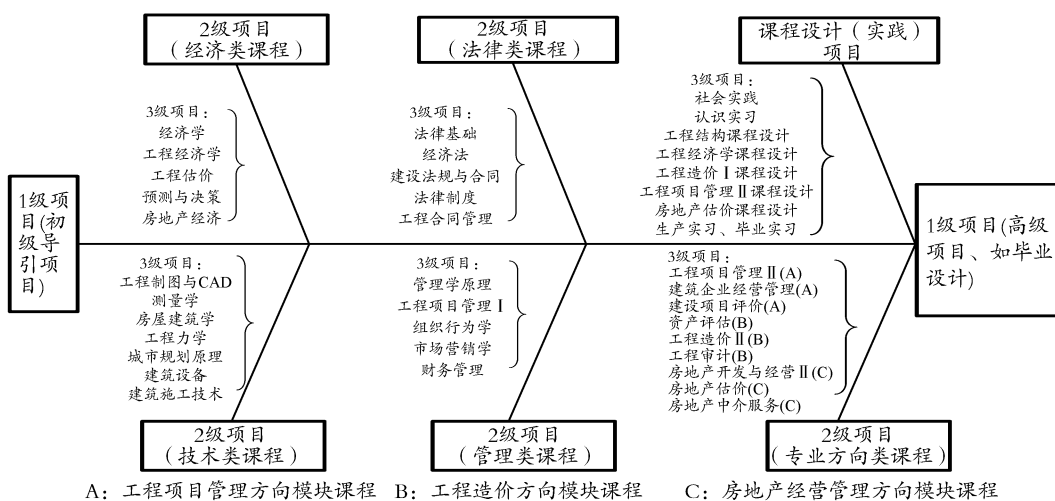 2级项目
（经济类课程）
2级项目
（法律类课程）
课程设计（实践）
项目
3级项目：
经济学
工程经济学
工程估价
预测与决策
房地产经济
3级项目：
法律基础
经济法
建设法规与合同
法律制度
工程合同管理
3级项目：
社会实践
认识实习
工程结构课程设计
工程经济学课程设计
工程造价Ⅰ课程设计
工程项目管理Ⅱ课程设计
房地产估价课程设计
生产实习、毕业实习
1级项
目(初
级导
引项
目)
1级项目(高级
项目、如毕业
设计)
3级项目：
工程制图与CAD
测量学
房屋建筑学
工程力学
城市规划原理
建筑设备
建筑施工技术
3级项目：
管理学原理
工程项目管理Ⅰ
组织行为学
市场营销学
财务管理
3级项目：
工程项目管理Ⅱ(A)
建筑企业经营管理(A)
建设项目评价(A)
资产评估(B)
工程造价Ⅱ(B)
工程审计(B)
房地产开发与经营Ⅱ(C)
房地产估价(C)
房地产中介服务(C)
2级项目
（技术类课程）
2级项目
（管理类课程）
2级项目
（专业方向类课程）
A：工程项目管理方向模块课程 B：工程造价方向模块课程 C：房地产经营管理方向模块课程